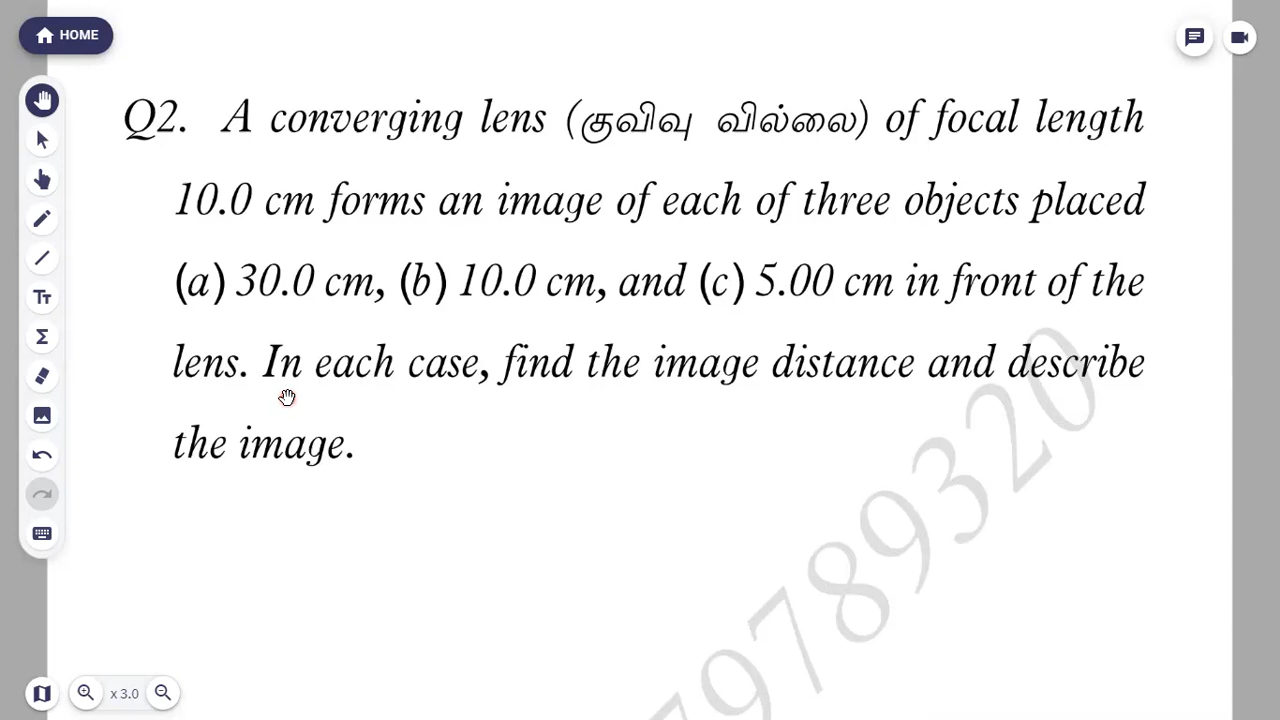 HOME
Q2. A converging lens (குவிவு வில்லை) of focal length
10.0 cm forms an image of each of three objects placed
(a) 30.0 cm, (b) 10.0 cm, and (c) 5.00 cm in front of the
lens. In each case, find the image distance and describe
the image.
9789320
x 3.0